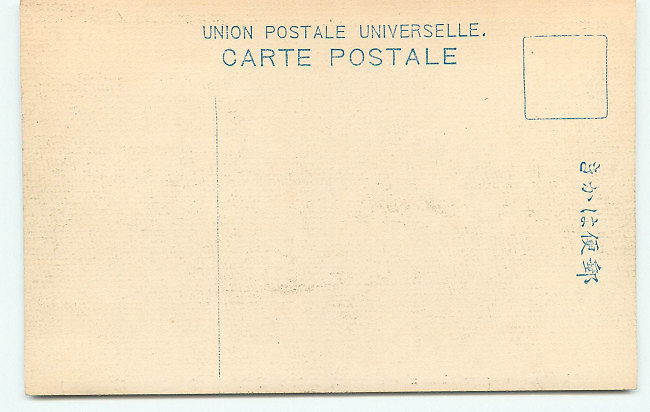 UNION POSTALE UNIVERSELLE.
CARTE POSTALE
郵便はかき